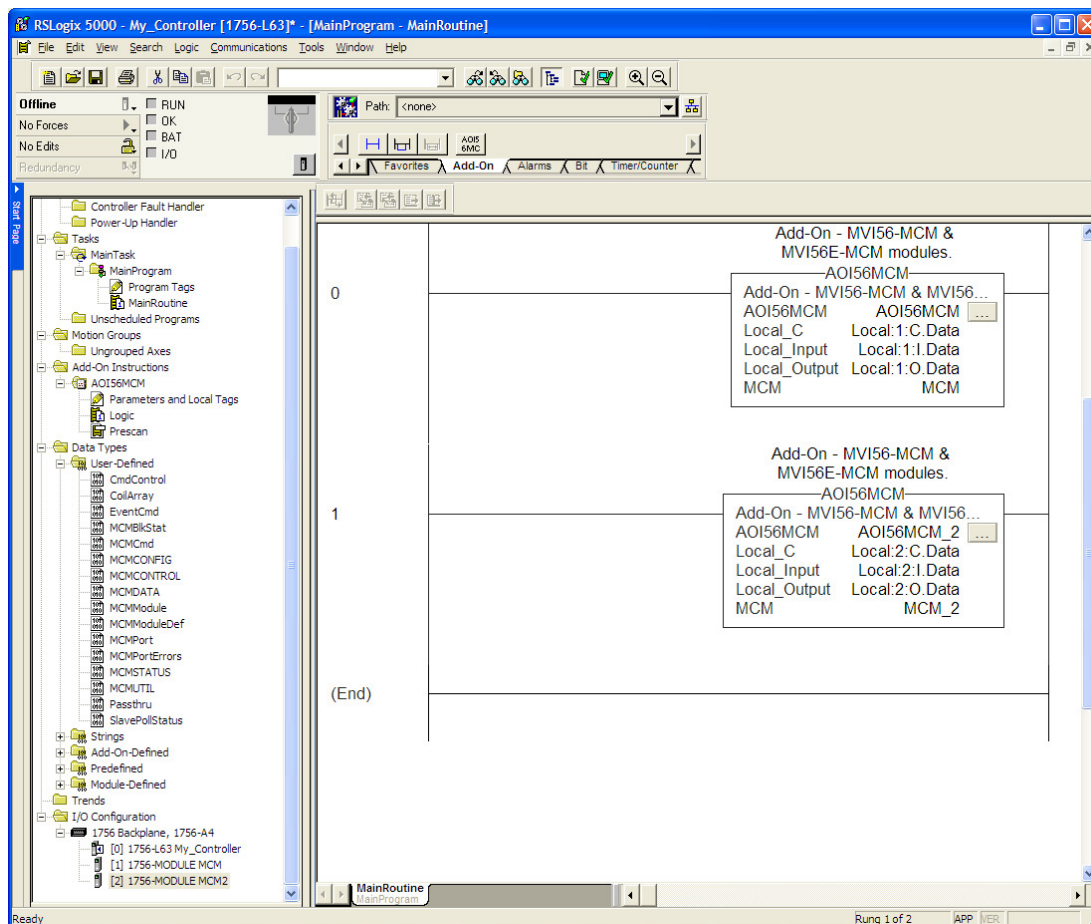 RSLogix 5000 - My_Controller [1756-L63]* - [MainProgram - MainRoutine]
File Edit View Search Logic Communications Tools Window Help
Offline
RUN
No Forces
OK
No Edits
BAT
Redundancy
I/O
Path: <none>
AOI5
6MC
Favorites Add-On Alarms Bit Timer/Counter
Start Page
Controller Fault Handler
Power-Up Handler
Tasks
MainTask
MainProgram
Program Tags
MainRoutine
Unscheduled Programs
Motion Groups
Ungrouped Axes
Add-On Instructions
AOI56MCM
Parameters and Local Tags
Logic
Prescan
Data Types
User-Defined
CmdControl
CoilArray
EventCmd
MCMBlkStat
MCMCmd
MCMCONFIG
MCMCONTROL
MCMDATA
MCMModule
MCMModuleDef
MCMPort
MCMPortErrors
MCMSTATUS
MCMUTIL
Passthru
SlavePollStatus
Strings
Add-On-Defined
Predefined
Module-Defined
Trends
I/O Configuration
1756 Backplane, 1756-A4
[0] 1756-L63 My_Controller
[1] 1756-MODULE MCM
[2] 1756-MODULE MCM2
Add-On - MVI56-MCM &
MVI56E-MCM modules.
AOI56MCM
0
Add-On - MVI56-MCM & MVI56...
AOI56MCM AOI56MCM ...
Local_C Local:1:C.Data
Local_Input Local:1:I.Data
Local_Output Local:1:O.Data
MCM MCM
Add-On - MVI56-MCM &
MVI56E-MCM modules.
AOI56MCM
1
Add-On - MVI56-MCM & MVI56...
AOI56MCM AOI56MCM_2 ...
Local_C Local:2:C.Data
Local_Input Local:2:I.Data
Local_Output Local:2:O.Data
MCM MCM_2
(End)
MainRoutine
MainProgram
Ready
Rung 1 of 2 APP VER